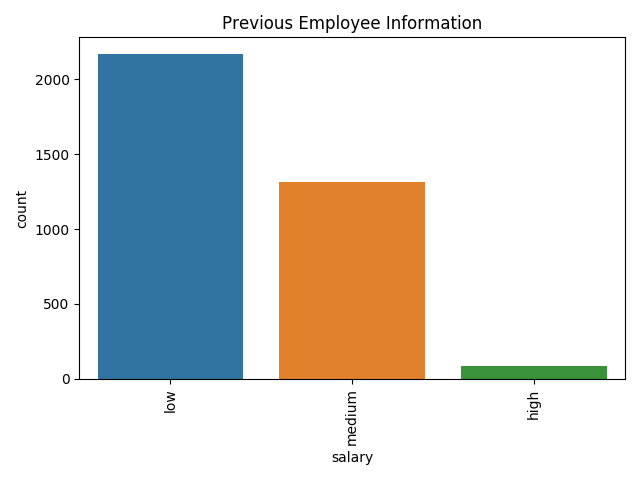 Previous Employee Information
count
2000
1500
1000
500
0
low
medium
high
salary